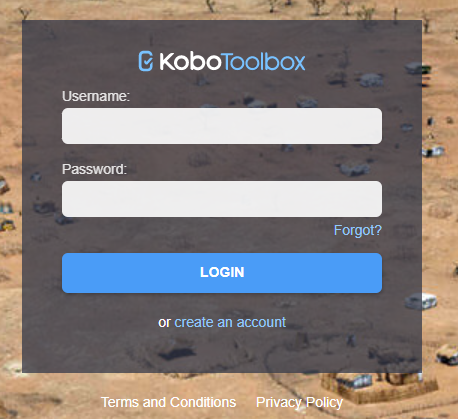 KoboToolbox
Username:
Password:
Forgot?
LOGIN
or create an account
Terms and Conditions Privacy Policy